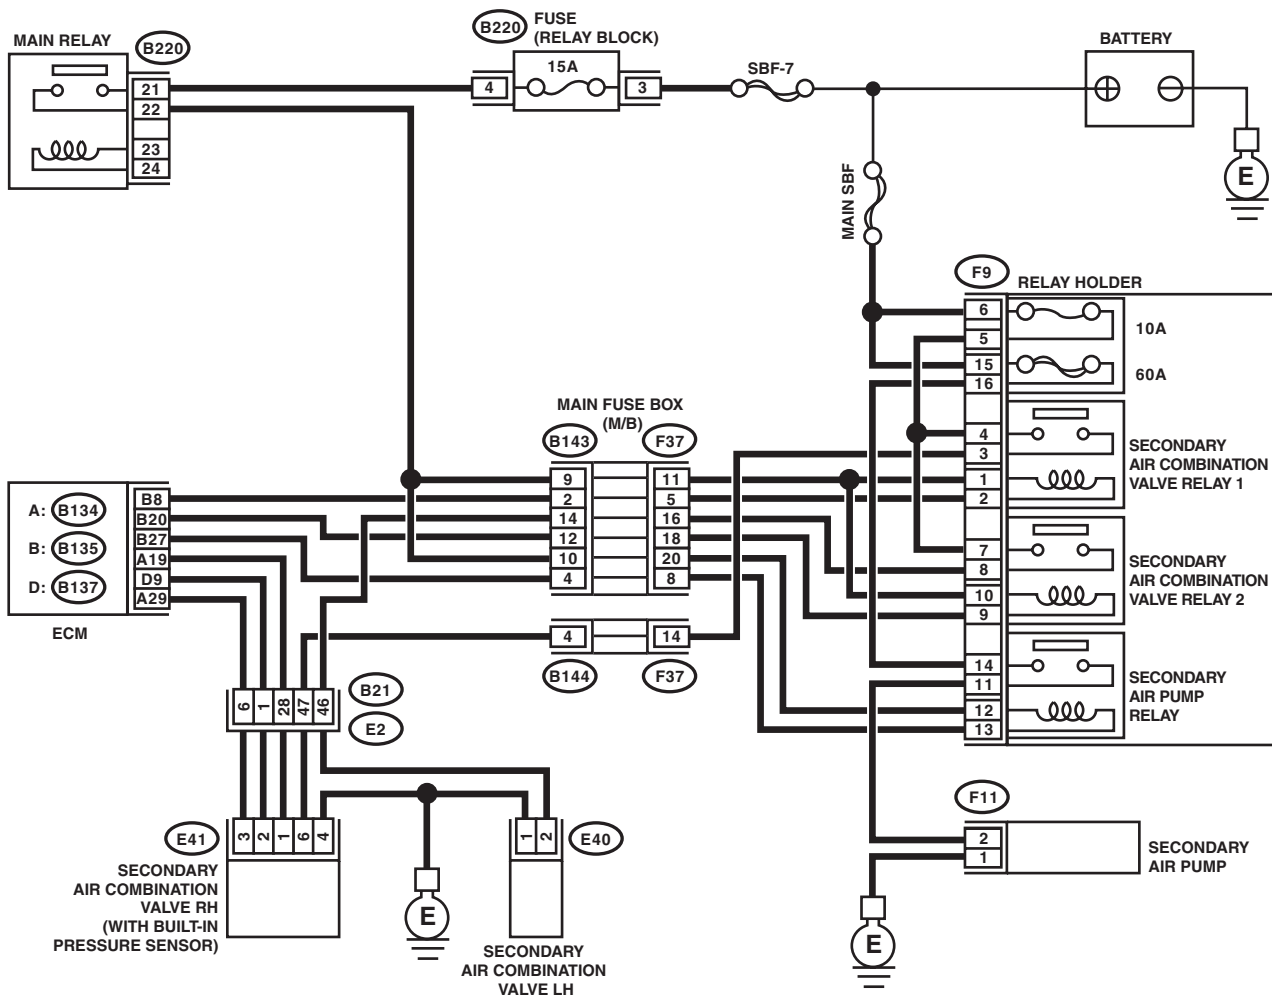 MAIN RELAY
B220
21
22
23
24
B220
FUSE
(RELAY BLOCK)
15A
4
3
SBF-7
BATTERY
E
MAIN SBF
F9
RELAY HOLDER
6
5
15
16
4
3
1
2
7
8
10
9
14
11
12
13
10A
60A
SECONDARY
AIR COMBINATION
VALVE RELAY 1
SECONDARY
AIR COMBINATION
VALVE RELAY 2
SECONDARY
AIR PUMP
RELAY
MAIN FUSE BOX
(M/B)
B143
F37
9
11
2
5
14
16
12
18
10
20
4
8
4
14
B144
F37
A: B134
B: B135
D: B137
B8
B20
B27
A19
D9
A29
ECM
6
1
28
47
46
B21
E2
E41
3
2
1
6
4
SECONDARY
AIR COMBINATION
VALVE RH
(WITH BUILT-IN
PRESSURE SENSOR)
E
1
2
E40
SECONDARY
AIR COMBINATION
VALVE LH
F11
2
1
SECONDARY
AIR PUMP
E